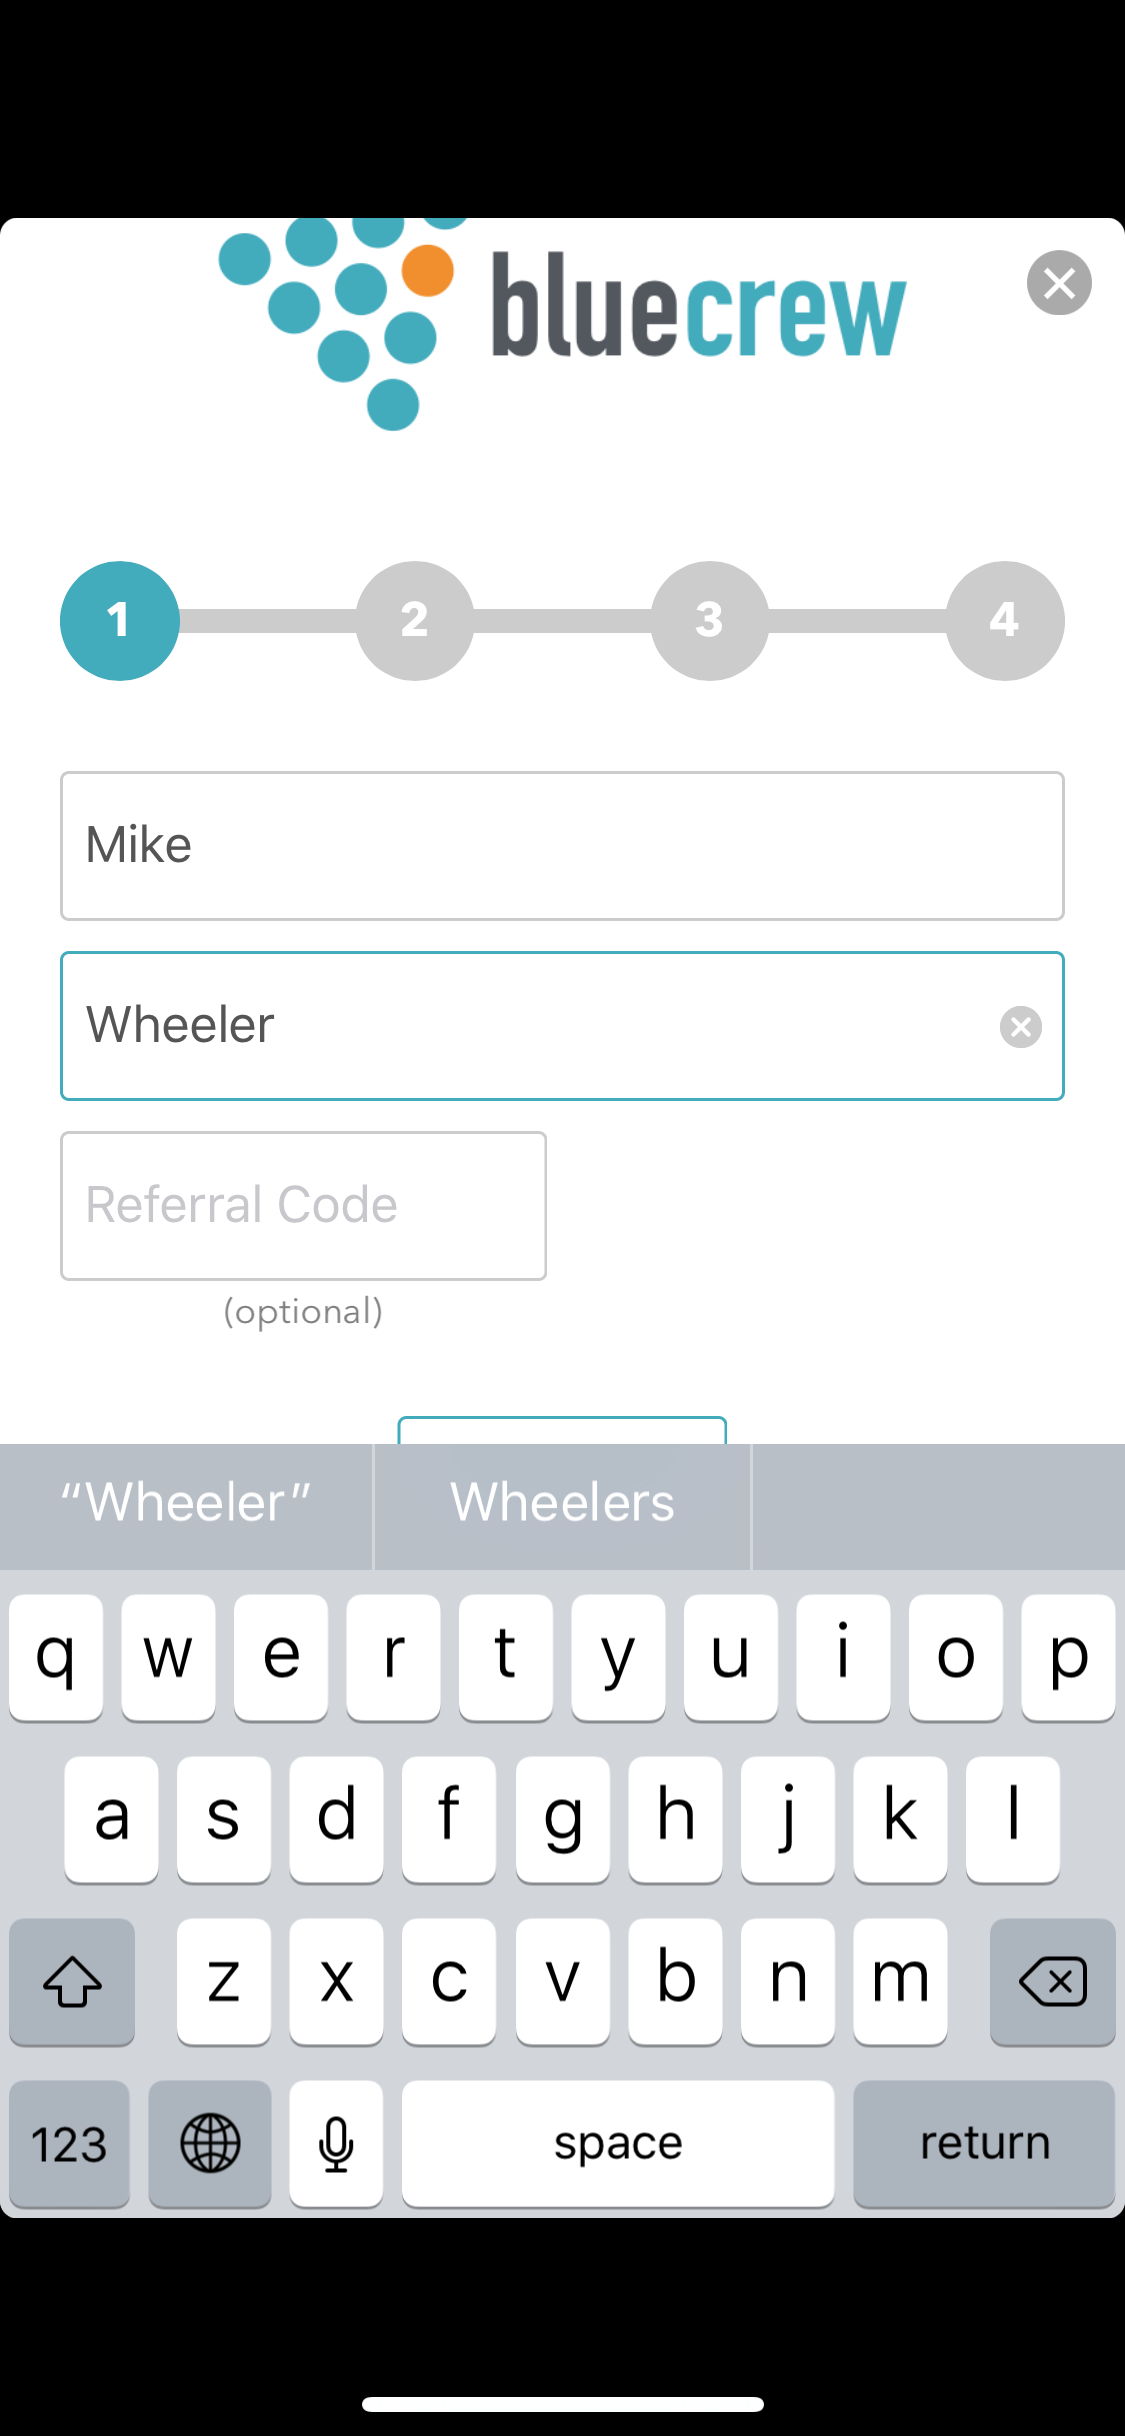 bluecrew
1 2 3 4
Mike
Wheeler
Referral Code
(optional)
“Wheeler” Wheelers
q w e r t y u i o p
a s d f g h j k l
z x c v b n m
123 space return